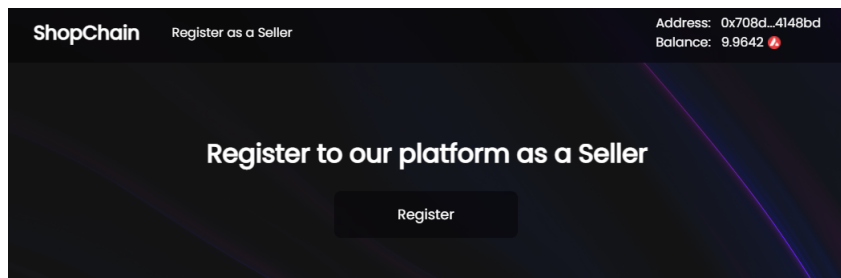 ShopChain
Register as a Seller
Address: 0x708d...4148bd
Balance: 9.9642
Register to our platform as a Seller
Register